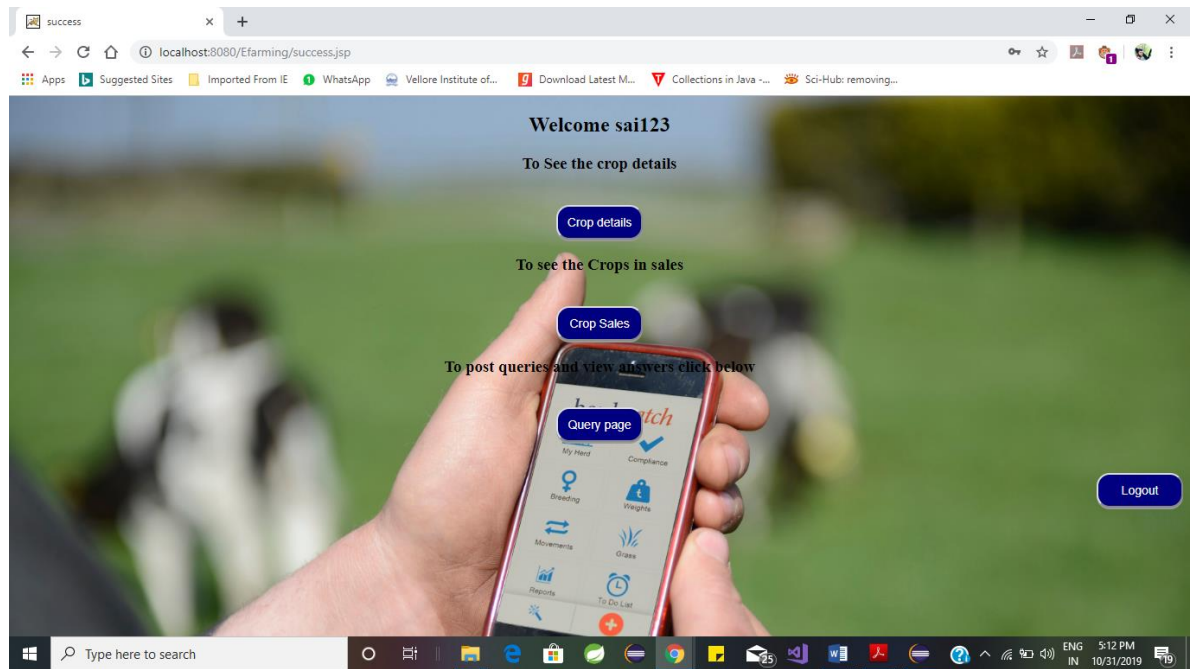 success
localhost:8080/Efarming/success.jsp
Apps Suggested Sites Imported From IE WhatsApp Vellore Institute of... Download Latest M... Collections in Java -... Sci-Hub: removing...
Welcome sai123
To See the crop details
Crop details
To see the Crops in sales
Crop Sales
To post queries and view answers click below
Query page
My Herd Compliance
Breeding Weights
Movements Grass
Reports To Do List
Logout
Type here to search
25
ENG 5:12 PM
IN 10/31/2019
19